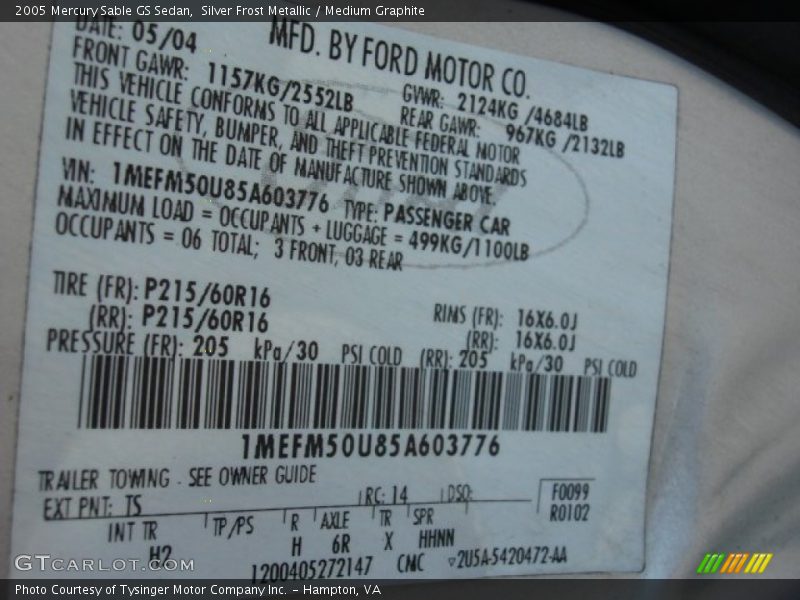 2005 Mercury Sable GS Sedan,  Silver Frost Metallic / Medium Graphite
DATE: 05/04
MFD. BY FORD MOTOR CO.
FRONT GAWR: 1157KG/2552LB
GVWR: 2124KG /4684LB
REAR GAWR: 967KG /2132LB
THIS VEHICLE CONFORMS TO ALL APPLICABLE FEDERAL MOTOR
VEHICLE SAFETY, BUMPER, AND THEFT PREVENTION STANDARDS
IN EFFECT ON THE DATE OF MANUFACTURE SHOWN ABOVE.
VIN: 1MEFM50U85A603776 TYPE: PASSENGER CAR
MAXIMUM LOAD = OCCUPANTS + LUGGAGE = 499KG/1100LB
OCCUPANTS = 06 TOTAL; 3 FRONT, 03 REAR
TIRE (FR): P215/60R16 RIMS (FR): 16X6.0J
(RR): P215/60R16 (RR): 16X6.0J
PRESSURE (FR): 205 kPa/30 PSI COLD (RR): 205 kPa/30 PSI COLD
1MEFM50U85A603776
TRAILER TOWING - SEE OWNER GUIDE
EXT PNT: TS RC: 14 DSO:
F0099
R0102
INT TR TP/PS R AXLE TR SPR
H2 H 6R X HHNN
1200405272147 CMC 2U5A-5420472-AA
GTCarLot.com
Photo Courtesy of Tysinger Motor Company Inc. – Hampton, VA